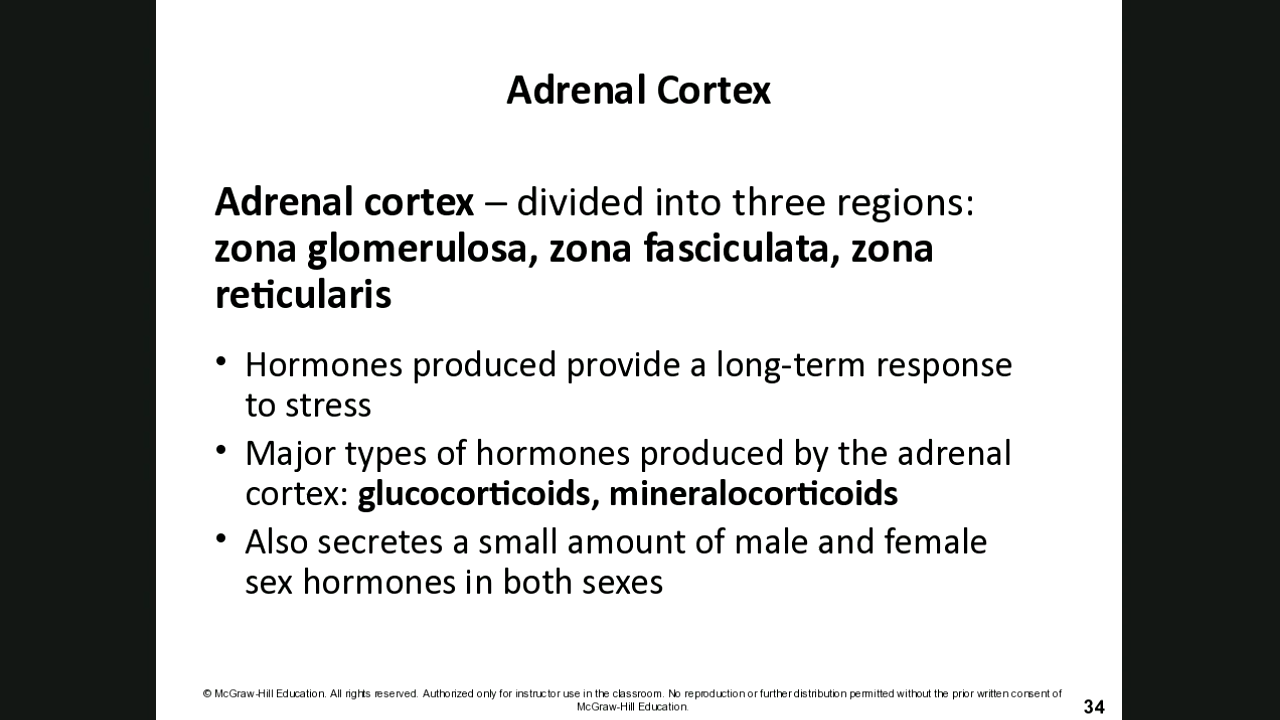 Adrenal Cortex
Adrenal cortex – divided into three regions:
zona glomerulosa, zona fasciculata, zona
reticularis
• Hormones produced provide a long-term response
to stress
• Major types of hormones produced by the adrenal
cortex: glucocorticoids, mineralocorticoids
• Also secretes a small amount of male and female
sex hormones in both sexes
© McGraw-Hill Education. All rights reserved. Authorized only for instructor use in the classroom. No reproduction or further distribution permitted without the prior written consent of
McGraw-Hill Education.
34